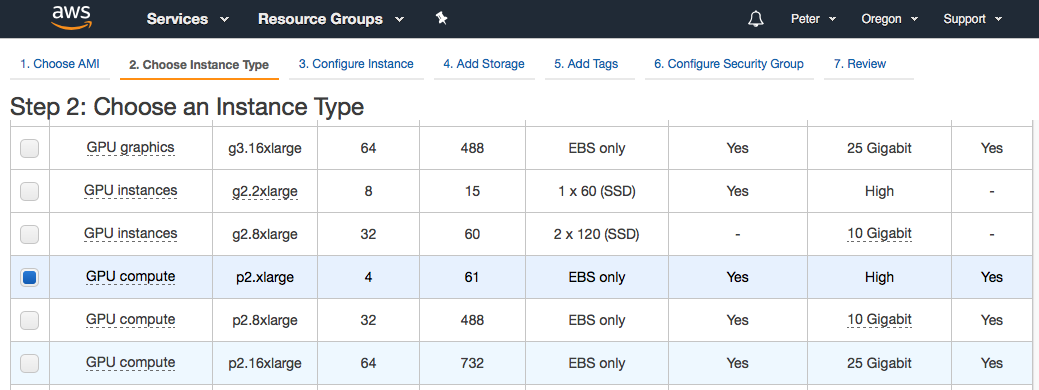 aws Services Resource Groups Peter Oregon Support
1. Choose AMI 2. Choose Instance Type 3. Configure Instance 4. Add Storage 5. Add Tags 6. Configure Security Group 7. Review
Step 2: Choose an Instance Type
GPU graphics g3.16xlarge 64 488 EBS only Yes 25 Gigabit Yes
GPU instances g2.2xlarge 8 15 1 x 60 (SSD) Yes High -
GPU instances g2.8xlarge 32 60 2 x 120 (SSD) - 10 Gigabit -
GPU compute p2.xlarge 4 61 EBS only Yes High Yes
GPU compute p2.8xlarge 32 488 EBS only Yes 10 Gigabit Yes
GPU compute p2.16xlarge 64 732 EBS only Yes 25 Gigabit Yes